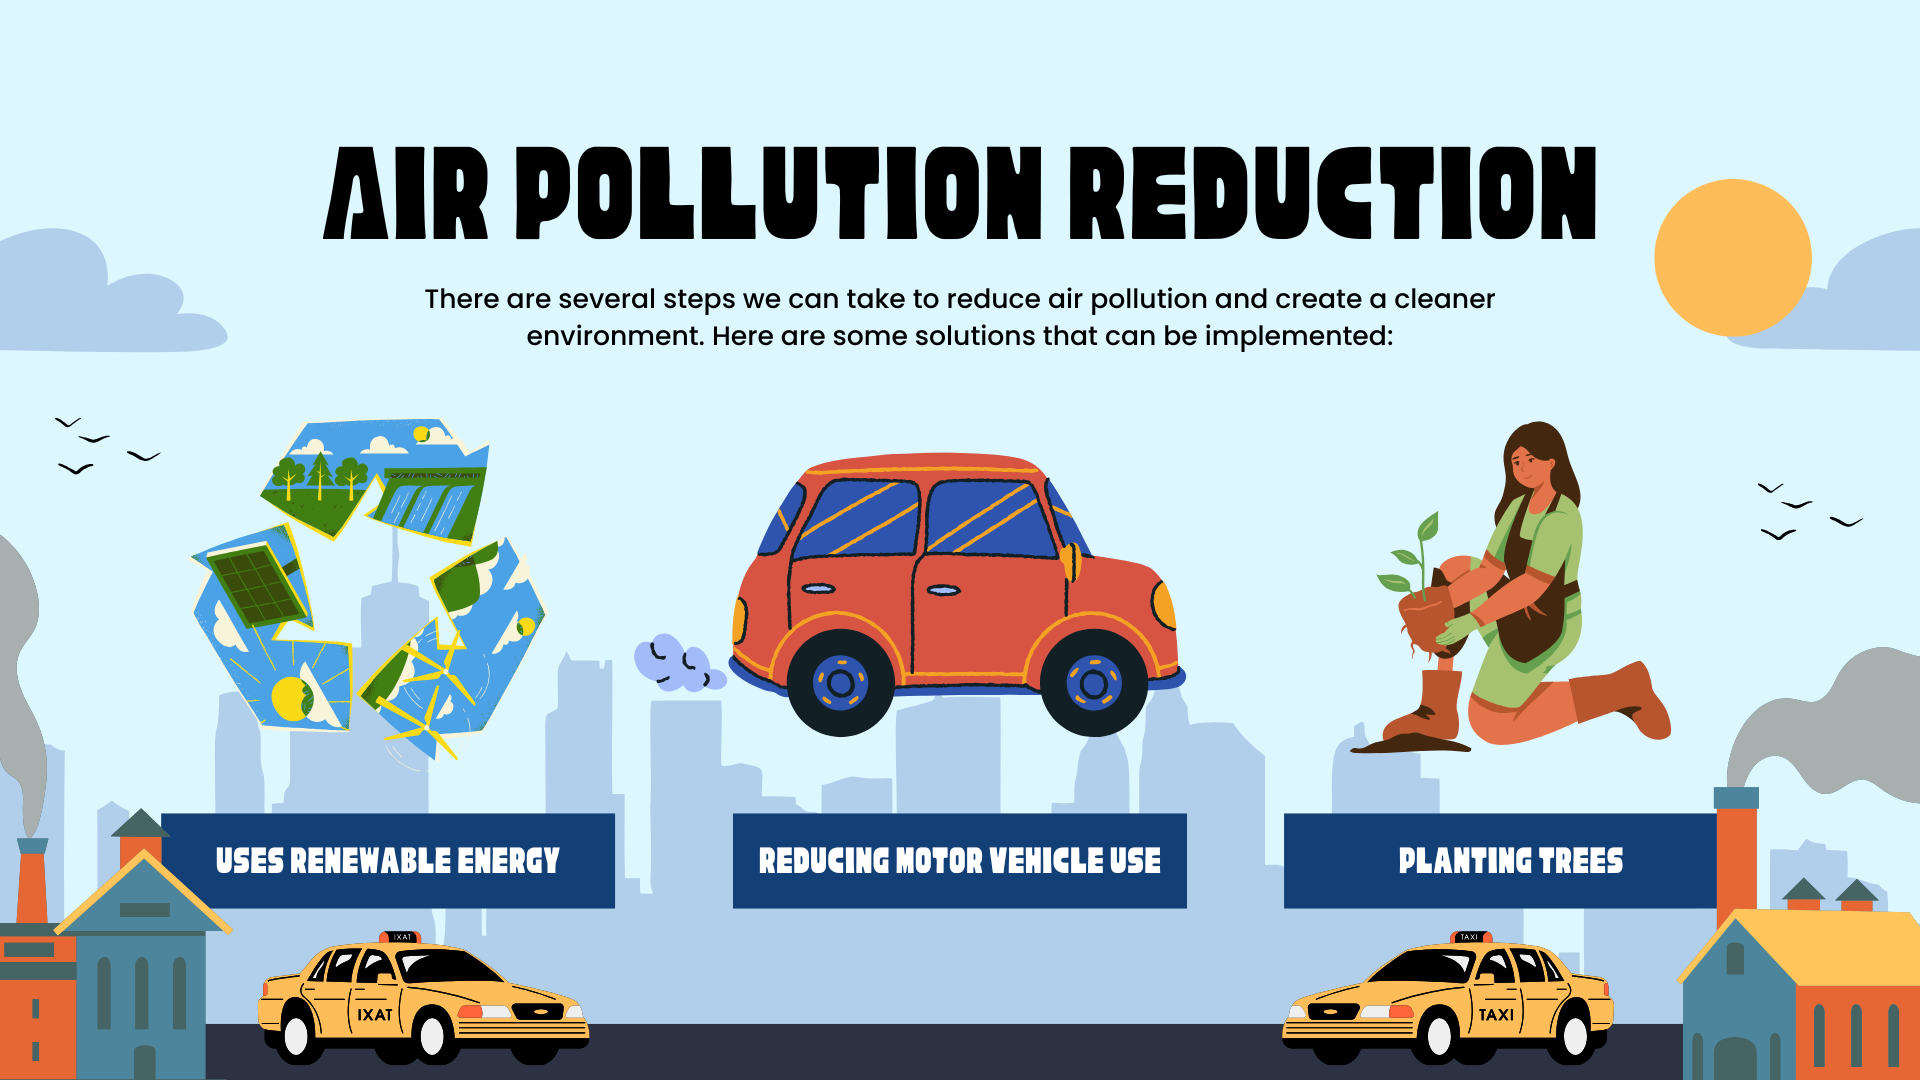 AIR POLLUTION REDUCTION
There are several steps we can take to reduce air pollution and create a cleaner
environment. Here are some solutions that can be implemented:
USES RENEWABLE ENERGY
REDUCING MOTOR VEHICLE USE
PLANTING TREES
IXAT
TAXI
IXAT
TAXI